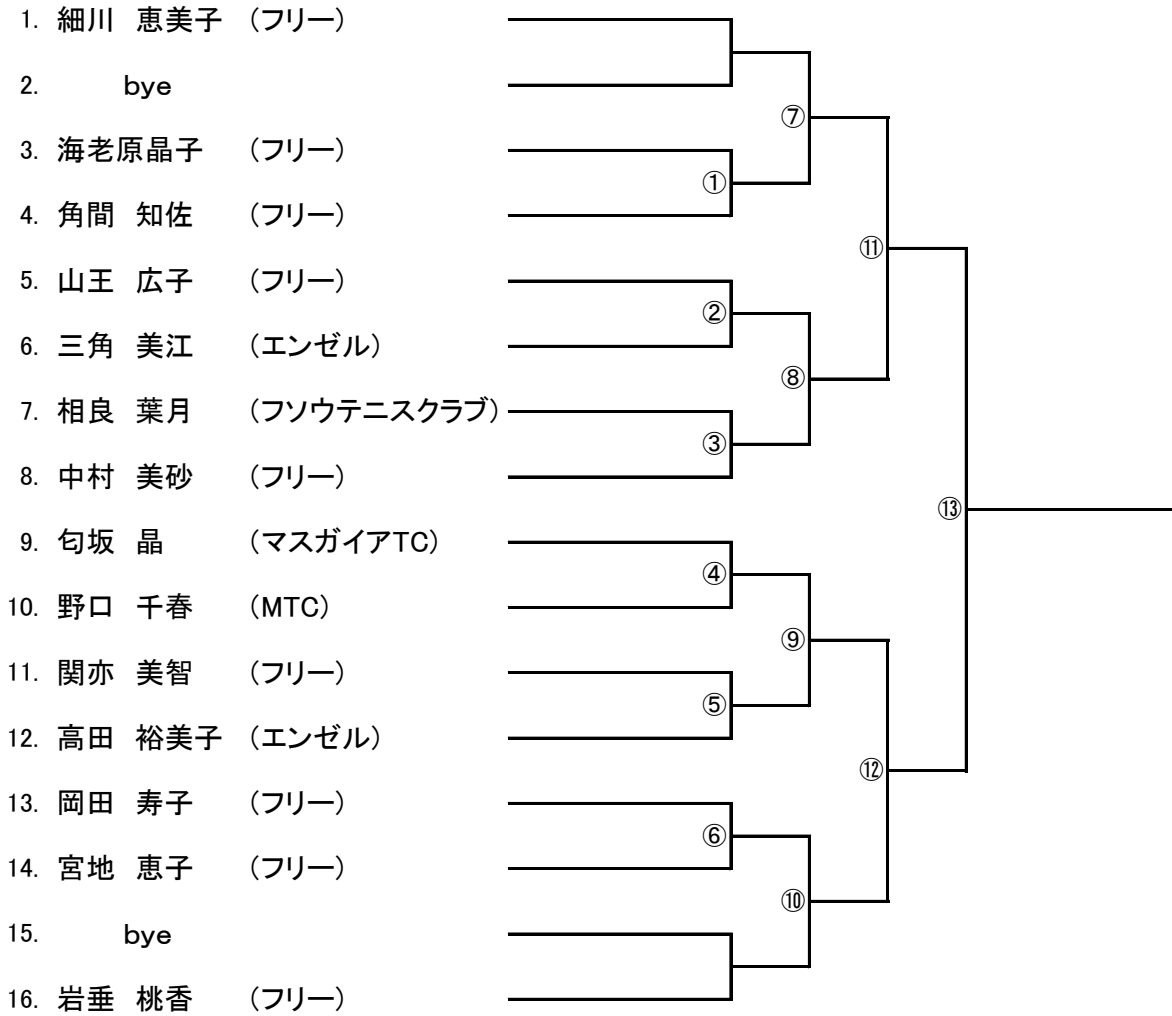 1. 細川 恵美子 (フリー)
2. bye
⑦
3. 海老原晶子 (フリー)
①
4. 角間 知佐 (フリー)
⑪
5. 山王 広子 (フリー)
②
6. 三角 美江 (エンゼル)
⑧
7. 相良 葉月 (フソウテニスクラブ)
③
8. 中村 美砂 (フリー)
⑬
9. 匂坂 晶 (マスガイアTC)
④
10. 野口 千春 (MTC)
⑨
11. 関亦 美智 (フリー)
⑤
12. 高田 裕美子 (エンゼル)
⑫
13. 岡田 寿子 (フリー)
⑥
14. 宮地 恵子 (フリー)
⑩
15. bye
16. 岩垂 桃香 (フリー)